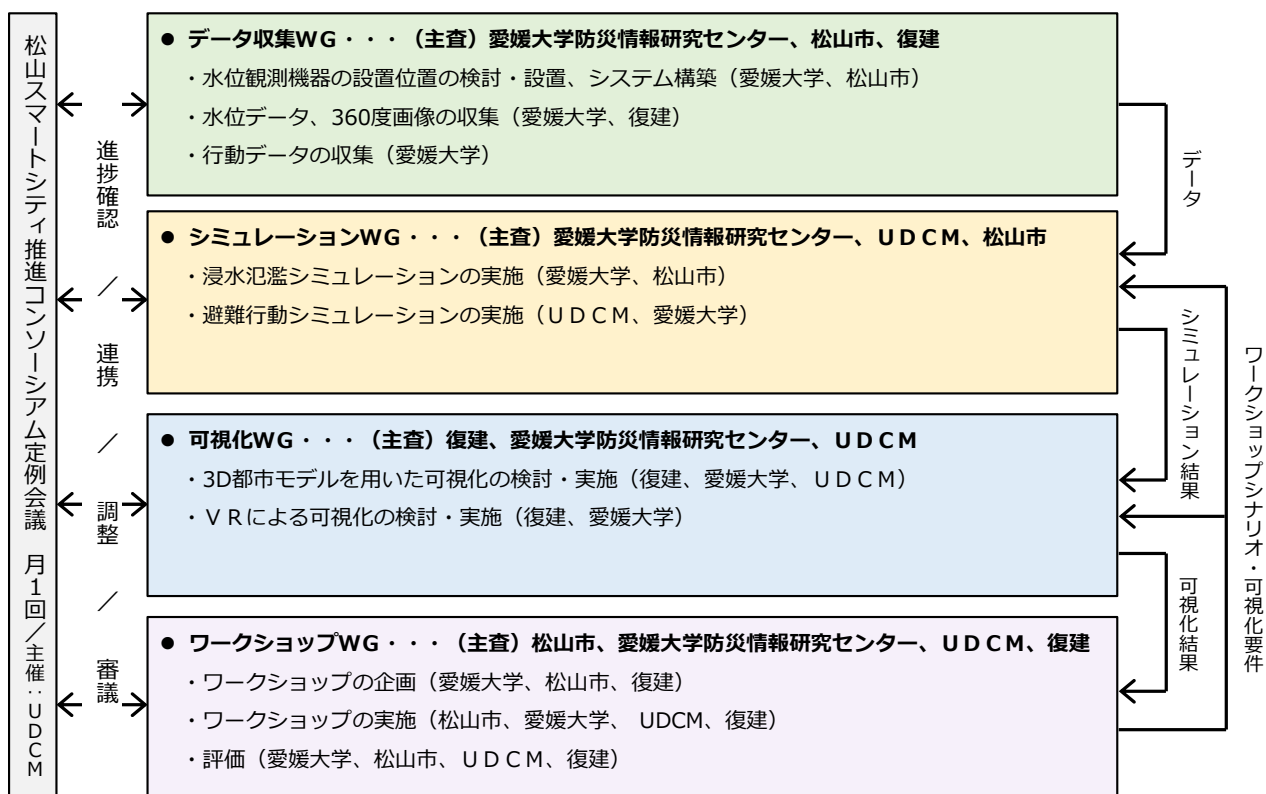 松山スマートシティ推進コンソーシアム定例会議　月1回／主催：ＵＤＣＭ
進捗確認　／　連携　／　調整　／　審議
● データ収集WG・・・（主査）愛媛大学防災情報研究センター、松山市、復建
・水位観測機器の設置位置の検討・設置、システム構築（愛媛大学、松山市）
・水位データ、360度画像の収集（愛媛大学、復建）
・行動データの収集（愛媛大学）
● シミュレーションWG・・・（主査）愛媛大学防災情報研究センター、ＵＤＣＭ、松山市
・浸水氾濫シミュレーションの実施（愛媛大学、松山市）
・避難行動シミュレーションの実施（ＵＤＣＭ、愛媛大学）
● 可視化WG・・・（主査）復建、愛媛大学防災情報研究センター、ＵＤＣＭ
・3D都市モデルを用いた可視化の検討・実施（復建、愛媛大学、ＵＤＣＭ）
・ＶＲによる可視化の検討・実施（復建、愛媛大学）
● ワークショップWG・・・（主査）松山市、愛媛大学防災情報研究センター、ＵＤＣＭ、復建
・ワークショップの企画（愛媛大学、松山市、復建）
・ワークショップの実施（松山市、愛媛大学、 UDCM、復建）
・評価（愛媛大学、松山市、ＵＤＣＭ、復建）
データ
シミュレーション結果
可視化結果
ワークショップシナリオ・可視化要件